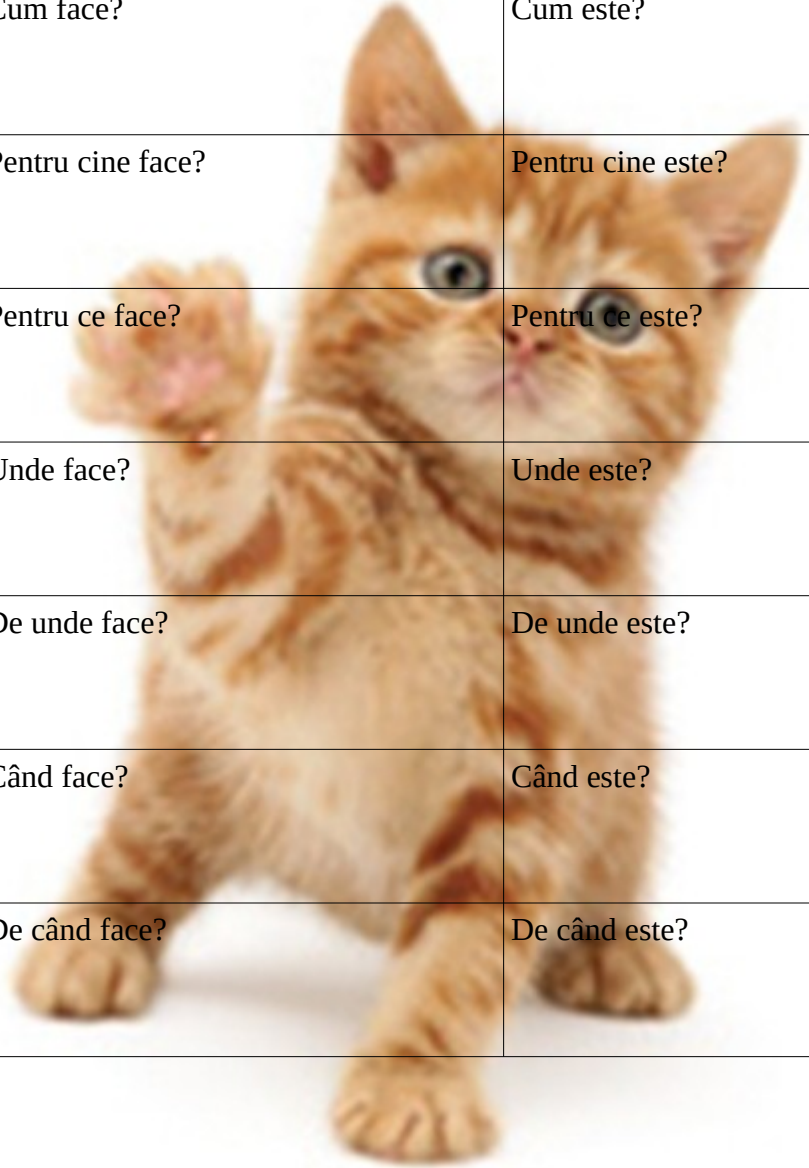 Cum face? Cum este?
Pentru cine face? Pentru cine este?
Pentru ce face? Pentru ce este?
Unde face? Unde este?
De unde face? De unde este?
Când face? Când este?
De când face? De când este?